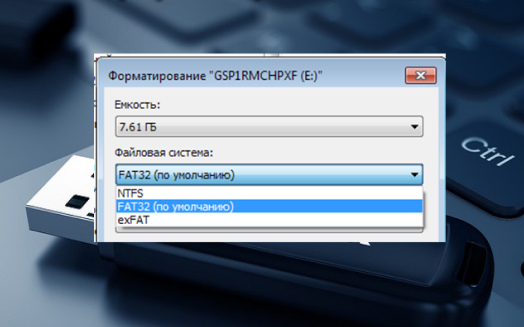 Форматирование "GSP1RMCHPXF (E:)"
Емкость:
7.61 ГБ
Файловая система:
FAT32 (по умолчанию)
NTFS
FAT32 (по умолчанию)
exFAT
Ctrl